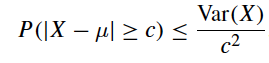 P(|X − μ| ≥ c) ≤ Var(X) / c²